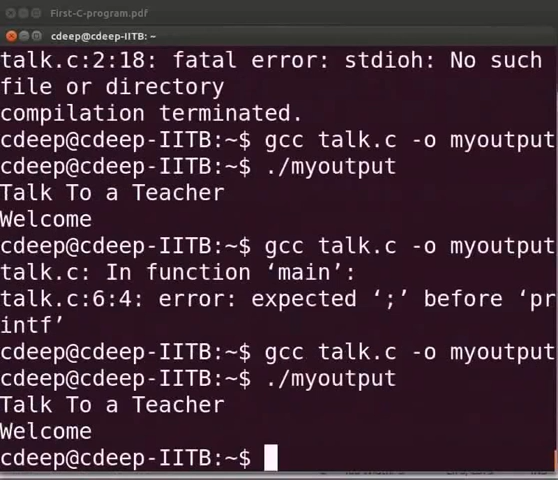 First-C-program.pdf
cdeep@cdeep-IITB: ~
talk.c:2:18: fatal error: stdioh: No such
file or directory
compilation terminated.
cdeep@cdeep-IITB:~$ gcc talk.c -o myoutput
cdeep@cdeep-IITB:~$ ./myoutput
Talk To a Teacher
Welcome
cdeep@cdeep-IITB:~$ gcc talk.c -o myoutput
talk.c: In function ‘main’:
talk.c:6:4: error: expected ‘;’ before ‘pr
intf’
cdeep@cdeep-IITB:~$ gcc talk.c -o myoutput
cdeep@cdeep-IITB:~$ ./myoutput
Talk To a Teacher
Welcome
cdeep@cdeep-IITB:~$